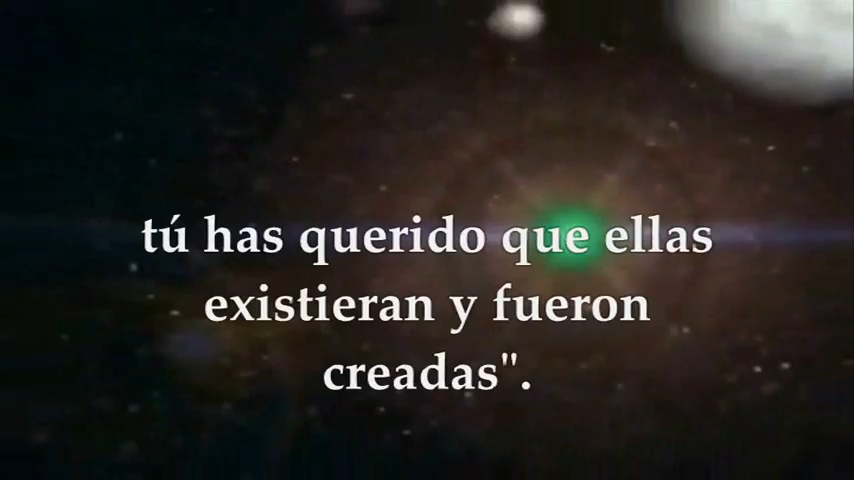 tú has querido que ellas
existieran y fueron
creadas".